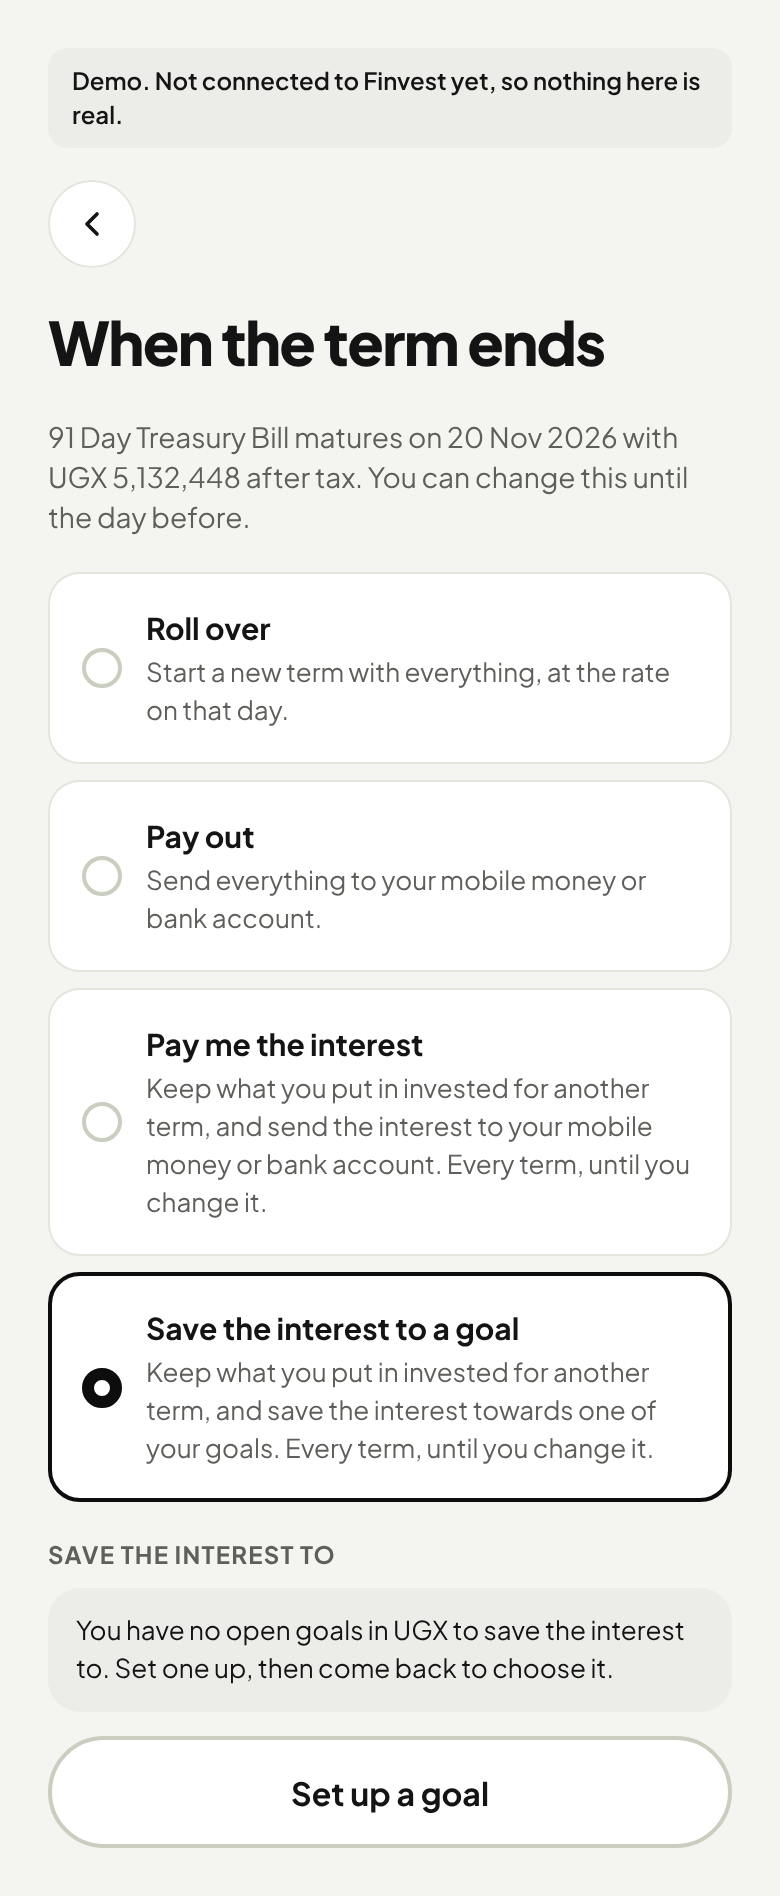 Demo. Not connected to Finvest yet, so nothing here is
real.
When the term ends
91 Day Treasury Bill matures on 20 Nov 2026 with
UGX 5,132,448 after tax. You can change this until
the day before.
Roll over
Start a new term with everything, at the rate
on that day.
Pay out
Send everything to your mobile money or
bank account.
Pay me the interest
Keep what you put in invested for another
term, and send the interest to your mobile
money or bank account. Every term, until you
change it.
Save the interest to a goal
Keep what you put in invested for another
term, and save the interest towards one of
your goals. Every term, until you change it.
SAVE THE INTEREST TO
You have no open goals in UGX to save the interest
to. Set one up, then come back to choose it.
Set up a goal